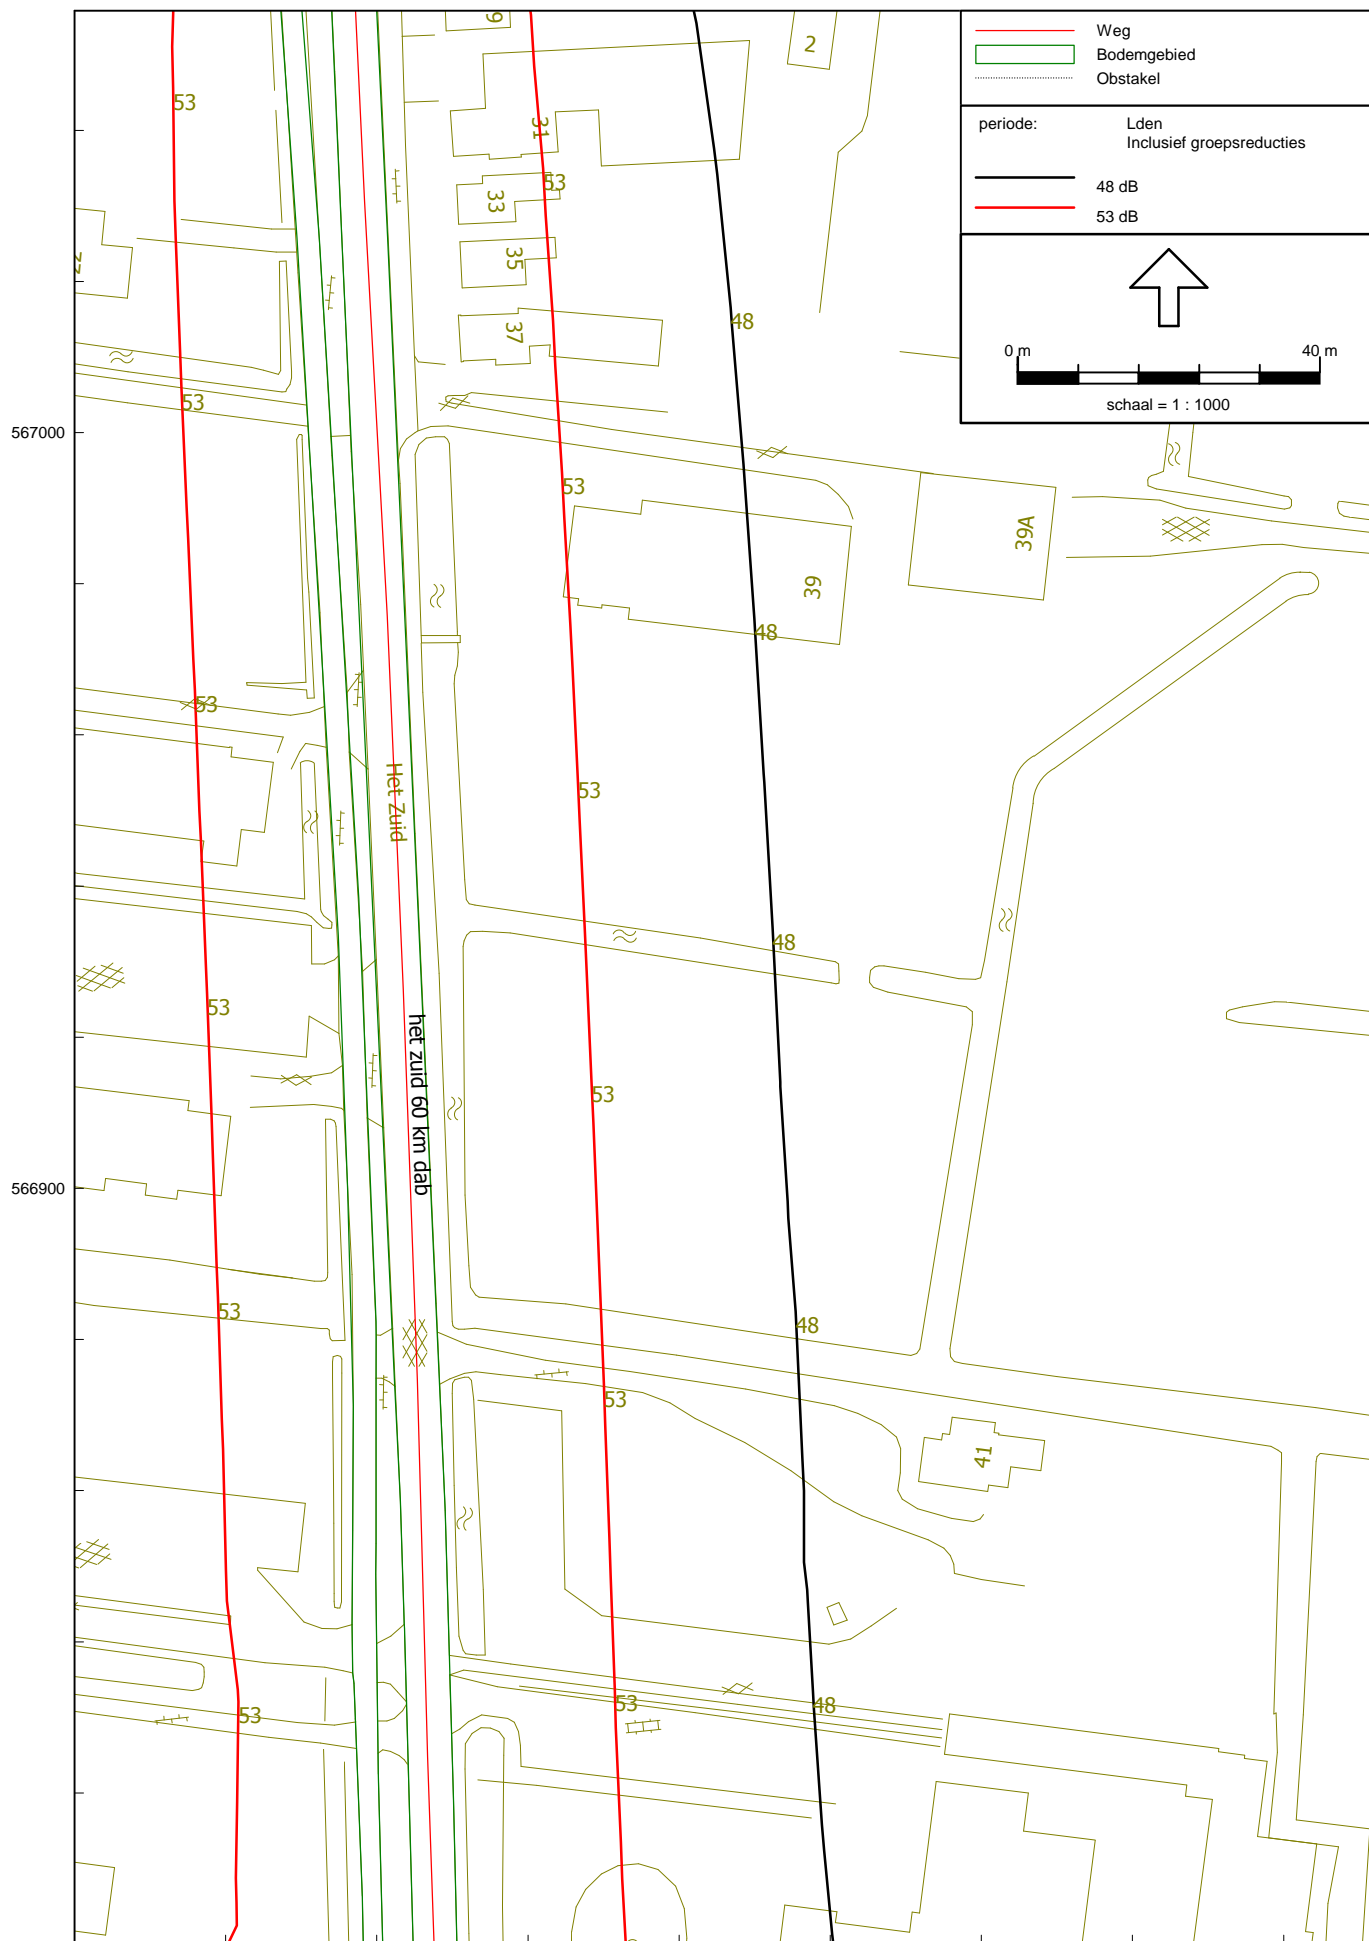 Weg
Bodemgebied
Obstakel
periode: Lden
Inclusief groepsreducties
48 dB
53 dB
0 m 40 m
schaal = 1 : 1000
9
2
53
31
53
33
35
37
48
53
567000
53
39A
39
48
53
Het Zuid
53
48
53
het zuid 60 km dab
53
566900
53
48
53
41
53
48
53